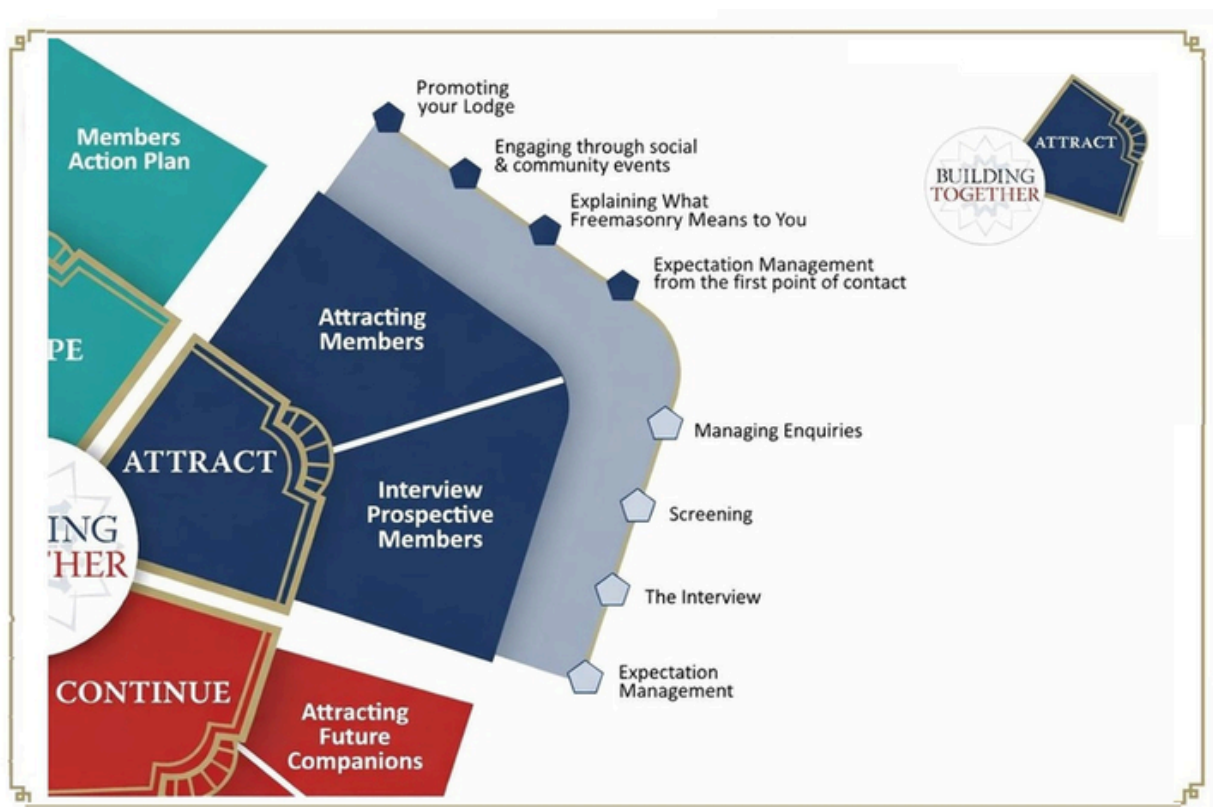 Members
Action Plan
PE
Promoting
your Lodge
Engaging through social
& community events
Explaining What
Freemasonry Means to You
Expectation Management
from the first point of contact
ATTRACT
BUILDING
TOGETHER
Attracting
Members
ATTRACT
Interview
Prospective
Members
Managing Enquiries
Screening
The Interview
Expectation
Management
ING
THER
CONTINUE
Attracting
Future
Companions